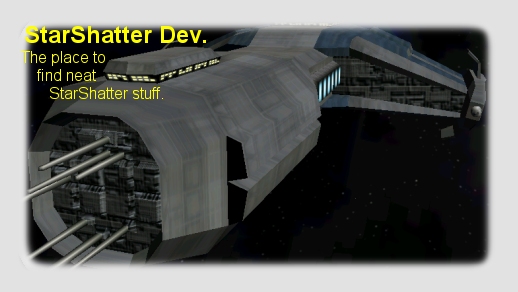 StarShatter Dev.
The place to
find neat
StarShatter stuff.